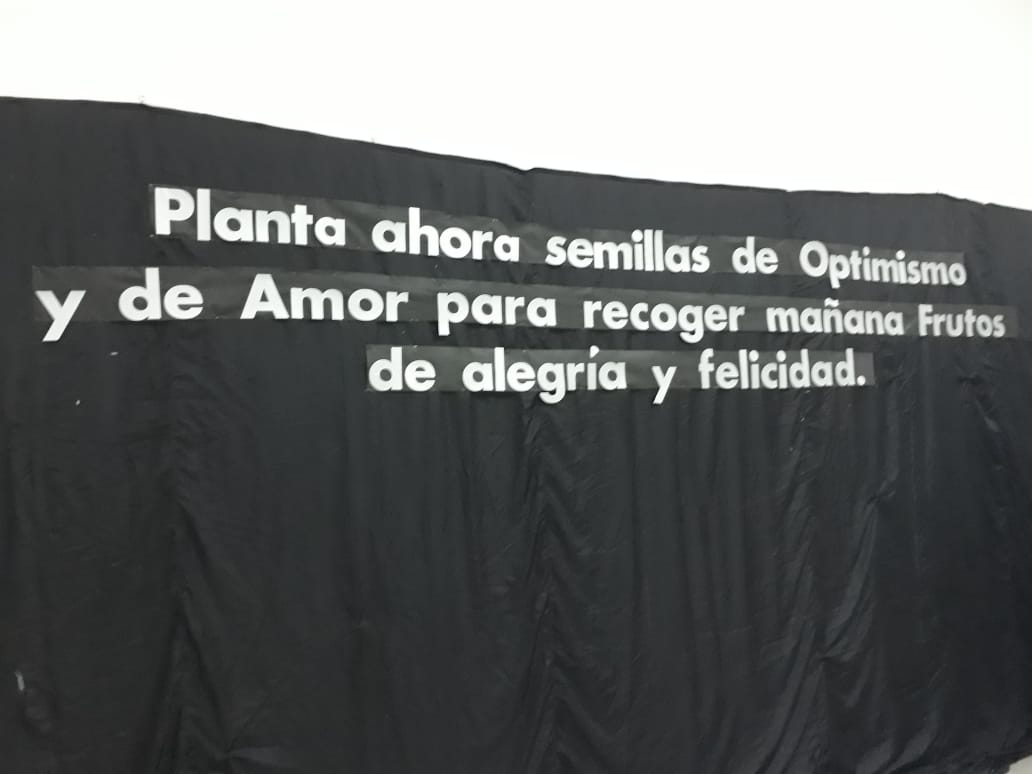 Planta ahora semillas de Optimismo
y de Amor para recoger mañana Frutos
de alegría y felicidad.